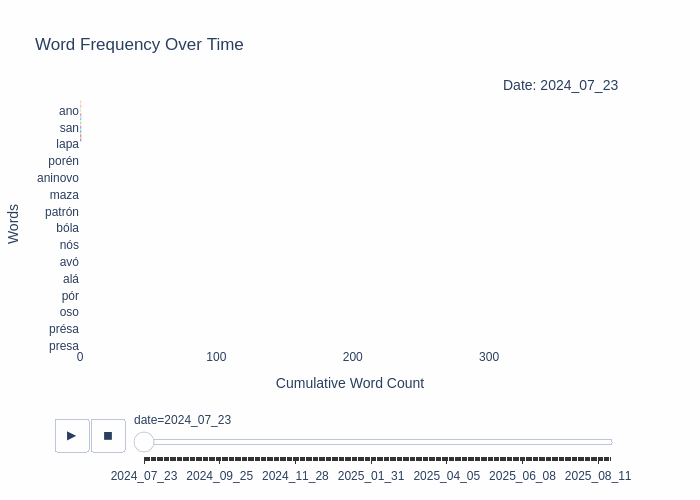 Word Frequency Over Time
Date: 2024_07_23
Words
ano
san
lapa
porén
aninovo
maza
patrón
bóla
nós
avó
alá
pór
oso
présa
presa
0 100 200 300
Cumulative Word Count
date=2024_07_23
2024_07_23 2024_09_25 2024_11_28 2025_01_31 2025_04_05 2025_06_08 2025_08_11